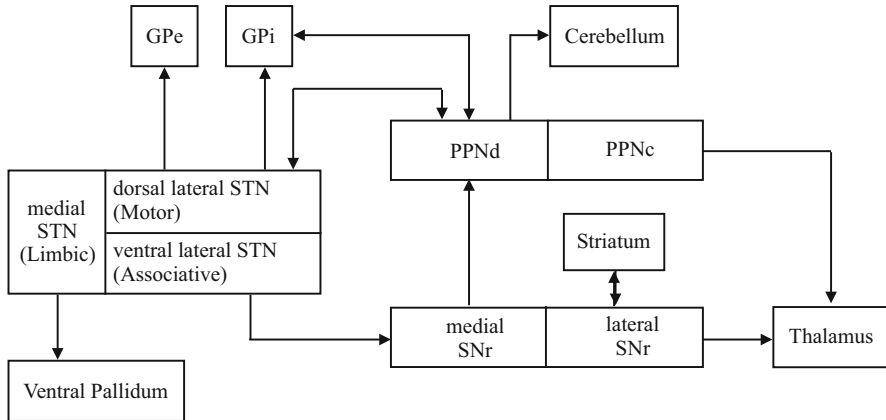 GPe
GPi
Cerebellum
PPNd
PPNc
medial
STN
(Limbic)
dorsal lateral STN
(Motor)
ventral lateral STN
(Associative)
Striatum
medial
SNr
lateral
SNr
Thalamus
Ventral Pallidum